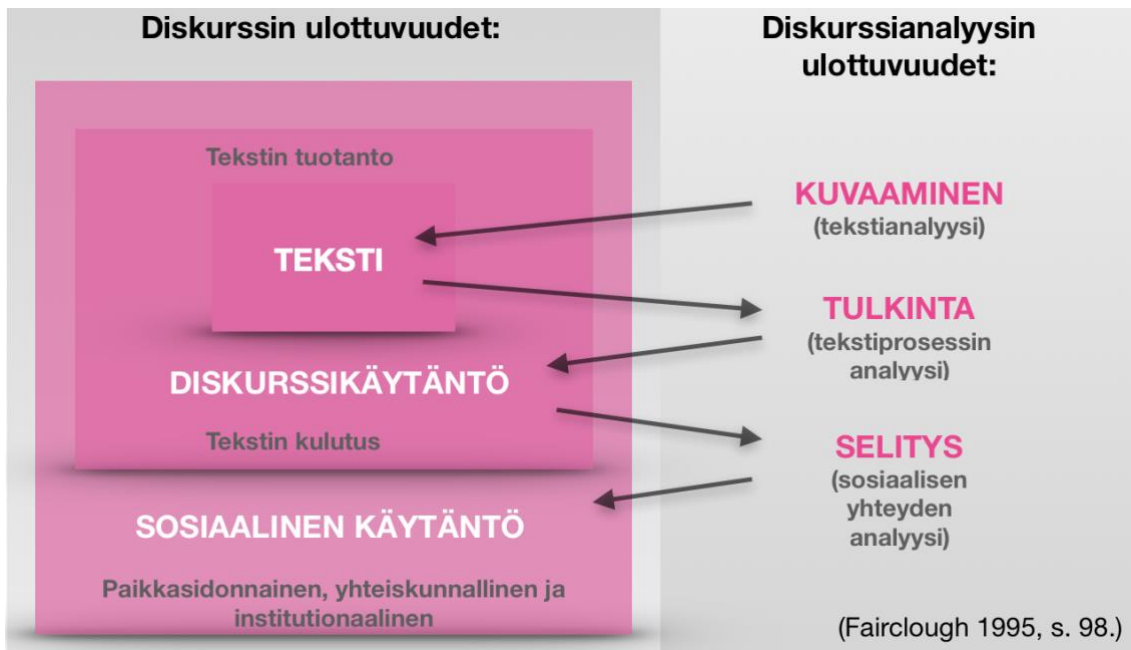 Diskurssin ulottuvuudet:
Tekstin tuotanto
TEKSTI
DISKURSSIKÄYTÄNTÖ
Tekstin kulutus
SOSIAALINEN KÄYTÄNTÖ
Paikkasidonnainen, yhteiskunnallinen ja
institutionaalinen
Diskurssianalyysin
ulottuvuudet:
KUVAAMINEN
(tekstianalyysi)
TULKINTA
(tekstiprosessin
analyysi)
SELITYS
(sosiaalisen
yhteyden
analyysi)
(Fairclough 1995, s. 98.)